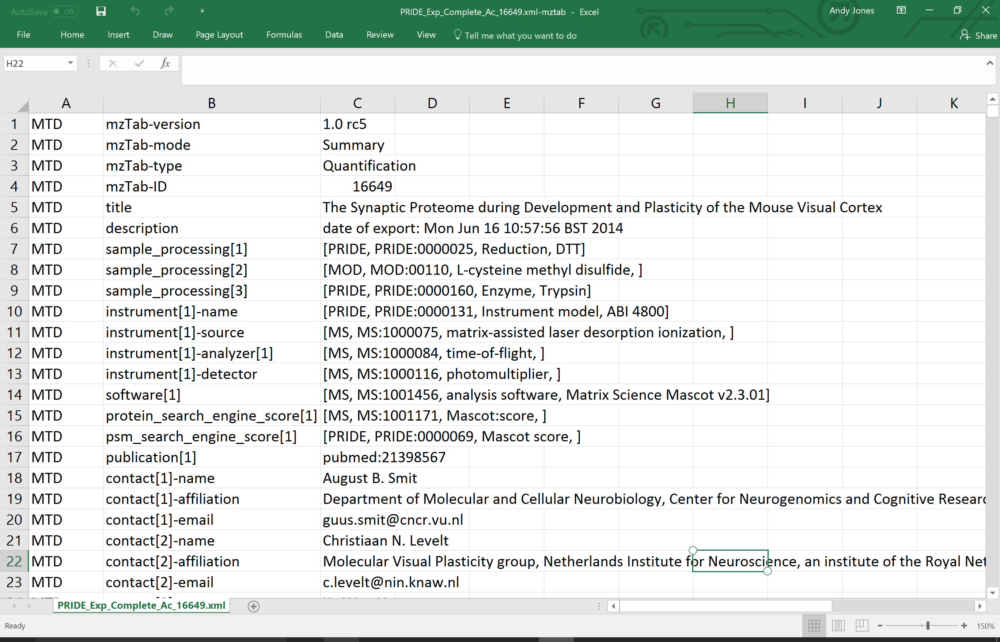 AutoSave Off PRIDE_Exp_Complete_Ac_16649.xml-mztab - Excel Andy Jones
File Home Insert Draw Page Layout Formulas Data Review View Tell me what you want to do Share
H22 fx
A B C D E F G H I J K
1 MTD mzTab-version 1.0 rc5
2 MTD mzTab-mode Summary
3 MTD mzTab-type Quantification
4 MTD mzTab-ID 16649
5 MTD title The Synaptic Proteome during Development and Plasticity of the Mouse Visual Cortex
6 MTD description date of export: Mon Jun 16 10:57:56 BST 2014
7 MTD sample_processing[1] [PRIDE, PRIDE:0000025, Reduction, DTT]
8 MTD sample_processing[2] [MOD, MOD:00110, L-cysteine methyl disulfide, ]
9 MTD sample_processing[3] [PRIDE, PRIDE:0000160, Enzyme, Trypsin]
10 MTD instrument[1]-name [PRIDE, PRIDE:0000131, Instrument model, ABI 4800]
11 MTD instrument[1]-source [MS, MS:1000075, matrix-assisted laser desorption ionization, ]
12 MTD instrument[1]-analyzer[1] [MS, MS:1000084, time-of-flight, ]
13 MTD instrument[1]-detector [MS, MS:1000116, photomultiplier, ]
14 MTD software[1] [MS, MS:1001456, analysis software, Matrix Science Mascot v2.3.01]
15 MTD protein_search_engine_score[1] [MS, MS:1001171, Mascot:score, ]
16 MTD psm_search_engine_score[1] [PRIDE, PRIDE:0000069, Mascot score, ]
17 MTD publication[1] pubmed:21398567
18 MTD contact[1]-name August B. Smit
19 MTD contact[1]-affiliation Department of Molecular and Cellular Neurobiology, Center for Neurogenomics and Cognitive Researc
20 MTD contact[1]-email guus.smit@cncr.vu.nl
21 MTD contact[2]-name Christiaan N. Levelt
22 MTD contact[2]-affiliation Molecular Visual Plasticity group, Netherlands Institute for Neuroscience, an institute of the Royal Net
23 MTD contact[2]-email c.levelt@nin.knaw.nl
PRIDE_Exp_Complete_Ac_16649.xml
Ready 150%